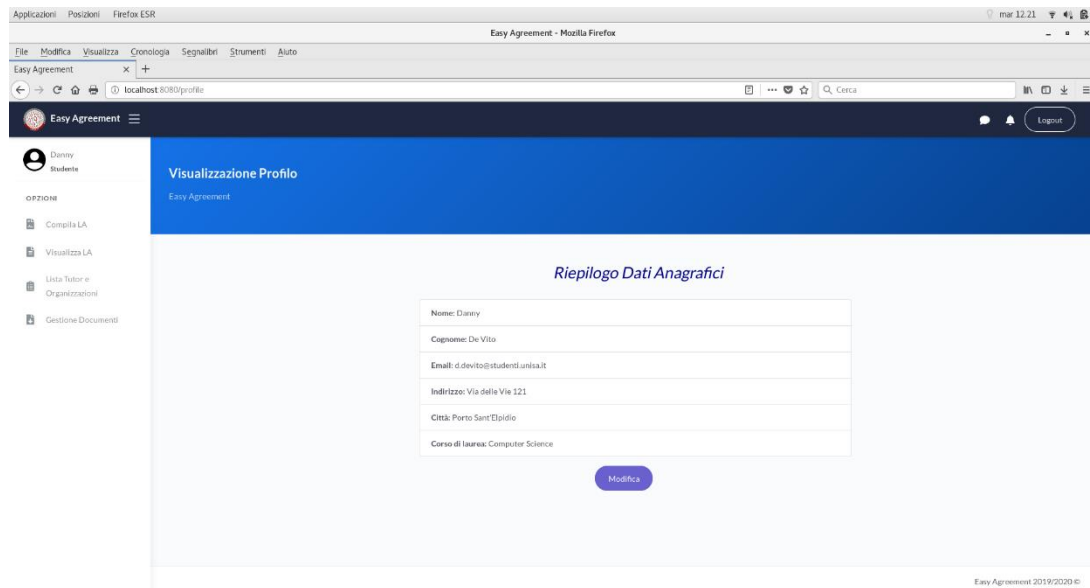 Applicazioni Posizioni Firefox ESR mar 12.21
Easy Agreement - Mozilla Firefox
File Modifica Visualizza Cronologia Segnalibri Strumenti Aiuto
Easy Agreement
localhost:8080/profile Cerca
Easy Agreement Logout
Danny
Studente
Visualizzazione Profilo
Easy Agreement
OPZIONI
Compila LA
Visualizza LA
Lista Tutor e
Organizzazioni
Gestione Documenti
Riepilogo Dati Anagrafici
Nome: Danny
Cognome: De Vito
Email: d.devito@studenti.unisa.it
Indirizzo: Via delle Vie 121
Città: Porto Sant'Elpidio
Corso di laurea: Computer Science
Modifica
Easy Agreement 2019/2020 ©